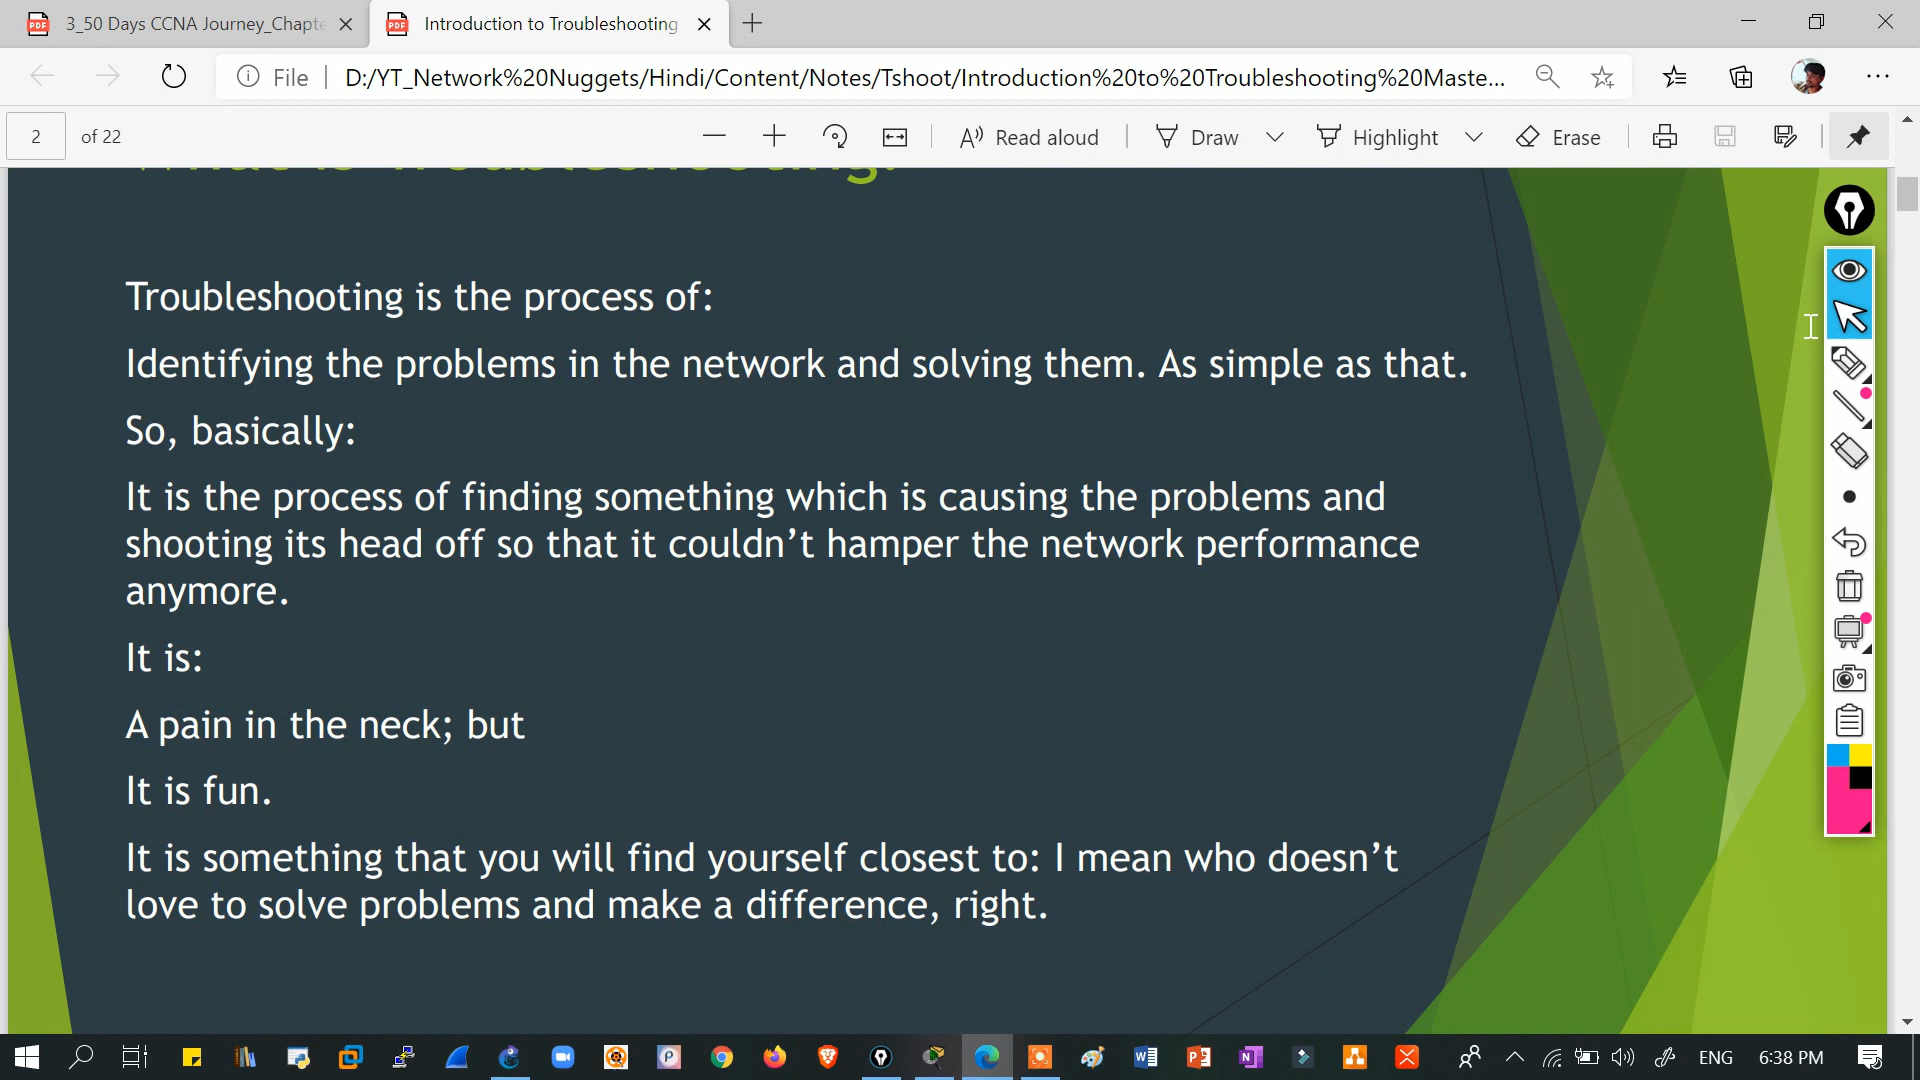 3_50 Days CCNA Journey_Chapte
Introduction to Troubleshooting
File
D:/YT_Network%20Nuggets/Hindi/Content/Notes/Tshoot/Introduction%20to%20Troubleshooting%20Maste...
2 of 22
Read aloud
Draw
Highlight
Erase
What is Troubleshooting?
Troubleshooting is the process of:
Identifying the problems in the network and solving them. As simple as that.
So, basically:
It is the process of finding something which is causing the problems and
shooting its head off so that it couldn’t hamper the network performance
anymore.
It is:
A pain in the neck; but
It is fun.
It is something that you will find yourself closest to: I mean who doesn’t
love to solve problems and make a difference, right.
ENG
6:38 PM